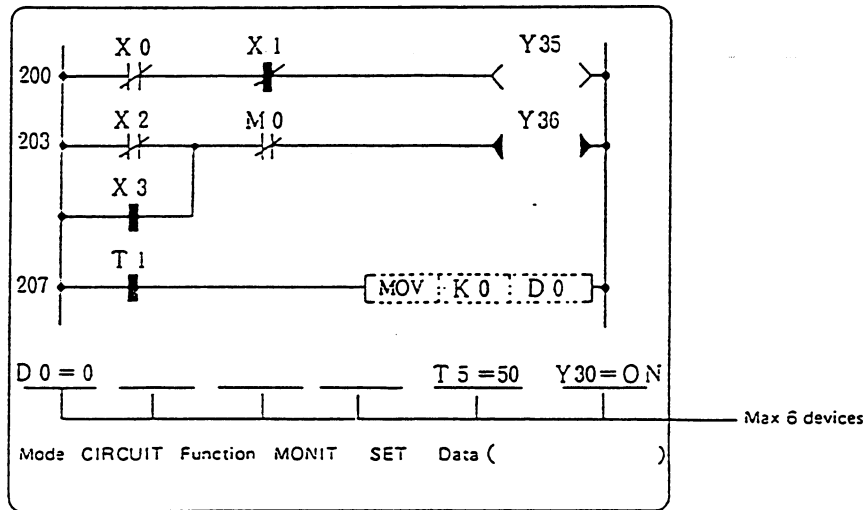 X 0 X 1 Y35
200
X 2 M 0 Y36
203
X 3
T 1
207 MOV K 0 D 0
D 0 = 0 T 5 =50 Y30=ON
Max 6 devices
Mode CIRCUIT Function MONIT SET Data ( )